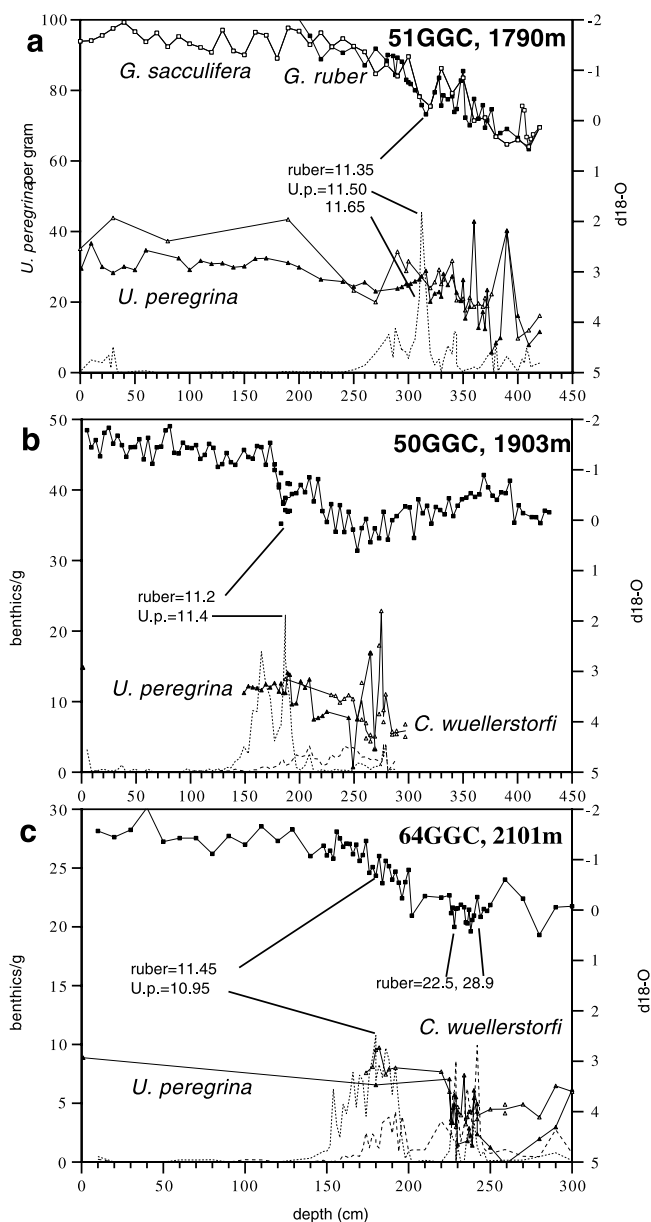 a
51GGC, 1790m
G. sacculifera
G. ruber
ruber=11.35
U.p.=11.50
11.65
U. peregrina
U. peregrinaper gram
100
80
60
40
20
0
-2
-1
0
1
2
3
4
5
d18-O
0 50 100 150 200 250 300 350 400 450
b
50GGC, 1903m
ruber=11.2
U.p.=11.4
U. peregrina
C. wuellerstorfi
benthics/g
50
40
30
20
10
0
-2
-1
0
1
2
3
4
5
d18-O
0 50 100 150 200 250 300 350 400 450
c
64GGC, 2101m
ruber=11.45
U.p.=10.95
ruber=22.5, 28.9
C. wuellerstorfi
U. peregrina
benthics/g
30
25
20
15
10
5
0
-2
-1
0
1
2
3
4
5
d18-O
0 50 100 150 200 250 300
depth (cm)